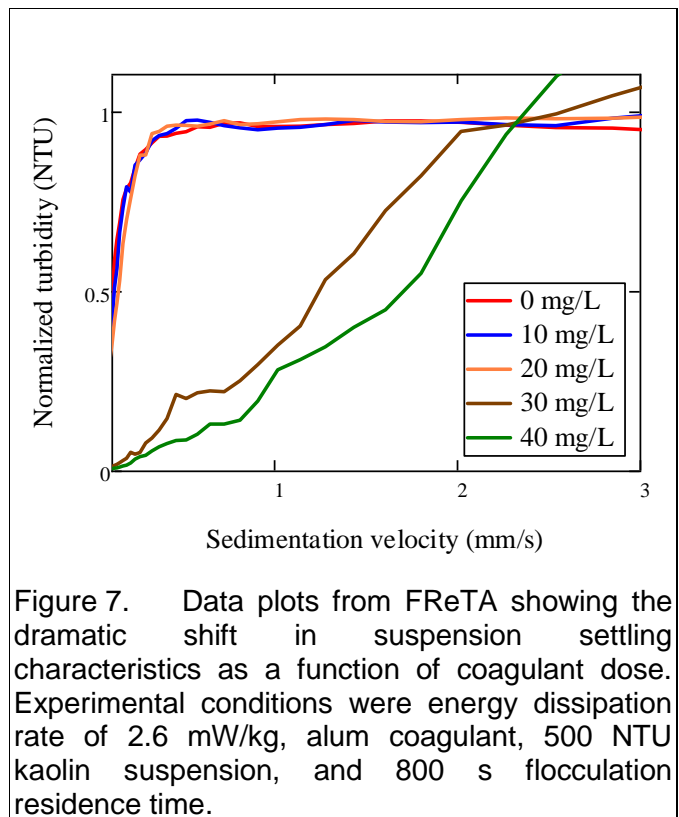 1
0.5
0
Normalized turbidity (NTU)
0 mg/L
10 mg/L
20 mg/L
30 mg/L
40 mg/L
1
2
3
Sedimentation velocity (mm/s)
Figure 7. Data plots from FReTA showing the
dramatic shift in suspension settling
characteristics as a function of coagulant dose.
Experimental conditions were energy dissipation
rate of 2.6 mW/kg, alum coagulant, 500 NTU
kaolin suspension, and 800 s flocculation
residence time.